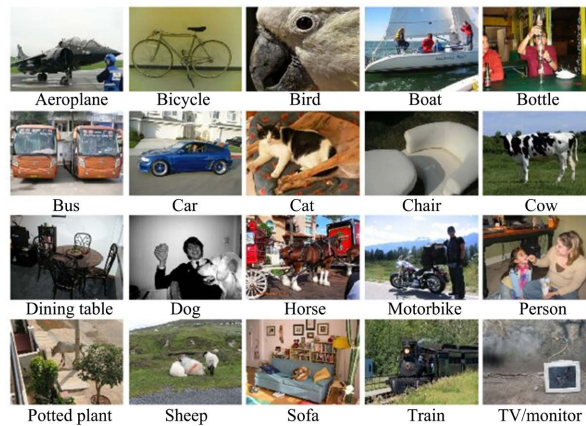 Aeroplane
Bicycle
Bird
Boat
Bottle
Bus
Car
Cat
Chair
Cow
Dining table
Dog
Horse
Motorbike
Person
Potted plant
Sheep
Sofa
Train
TV/monitor